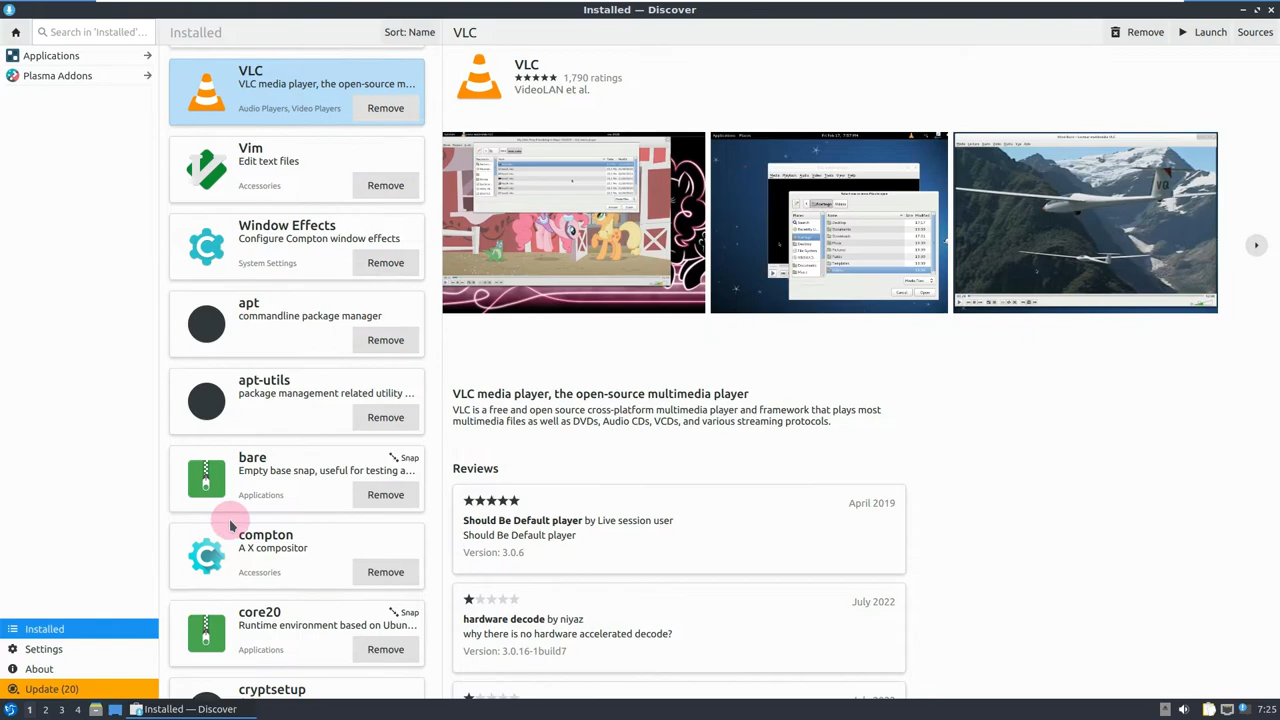 Installed — Discover
Search in 'Installed'...
Installed
Sort: Name
VLC
Remove
Launch
Sources
Applications
Plasma Addons
VLC
VLC media player, the open-source m...
Audio Players, Video Players
Remove
Vim
Edit text files
Accessories
Remove
Window Effects
Configure Compton window effects
System Settings
Remove
apt
commandline package manager
Remove
apt-utils
package management related utility ...
Remove
bare
Snap
Empty base snap, useful for testing a...
Applications
Remove
compton
A X compositor
Accessories
Remove
core20
Snap
Runtime environment based on Ubun...
Applications
Remove
cryptsetup
VLC
1,790 ratings
VideoLAN et al.
VLC media player, the open-source multimedia player
VLC is a free and open source cross-platform multimedia player and framework that plays most
multimedia files as well as DVDs, Audio CDs, VCDs, and various streaming protocols.
Reviews
April 2019
Should Be Default player by Live session user
Should Be Default player
Version: 3.0.6
July 2022
hardware decode by niyaz
why there is no hardware accelerated decode?
Version: 3.0.16-1build7
Installed
Settings
About
Update (20)
1 2 3 4
Installed — Discover
7:25